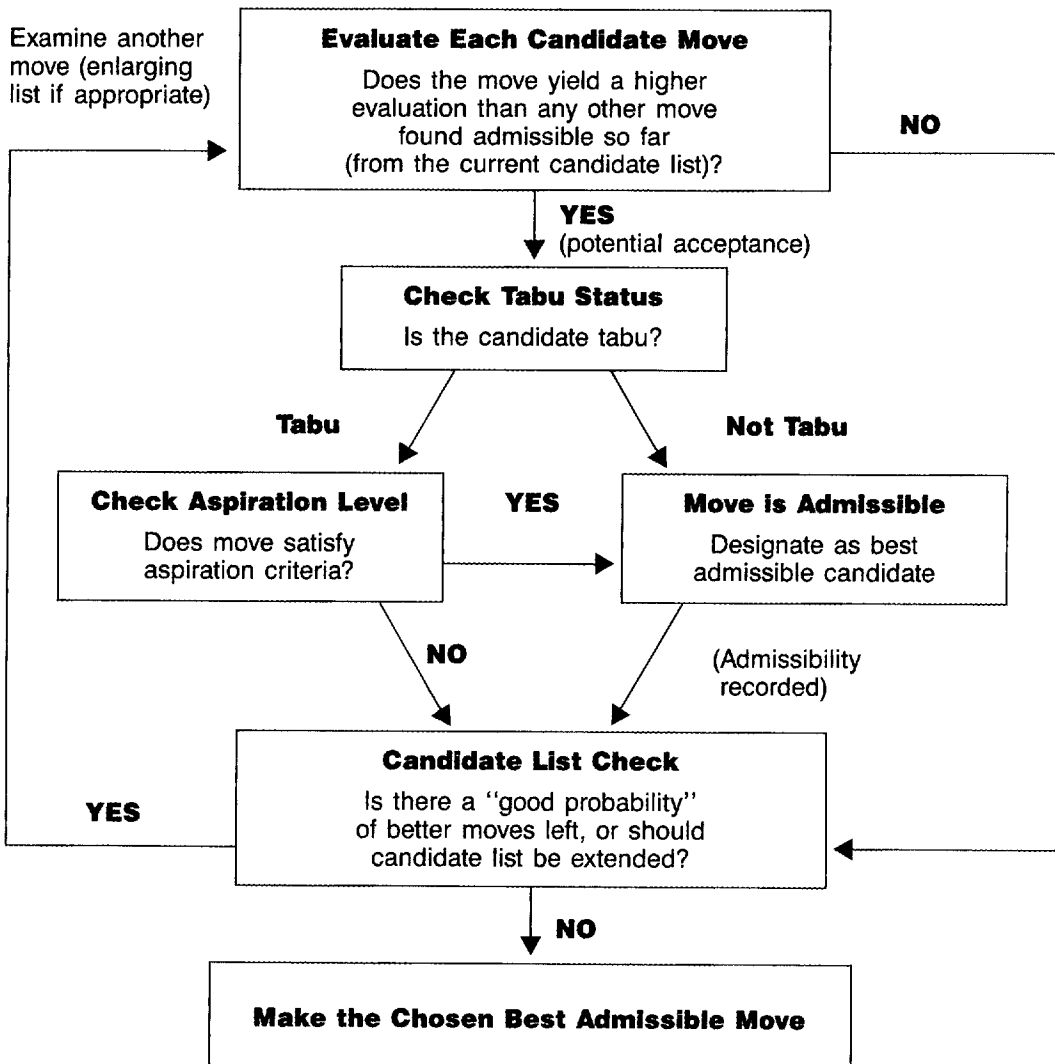 Examine another
move (enlarging
list if appropriate)
Evaluate Each Candidate Move
Does the move yield a higher
evaluation than any other move
found admissible so far
(from the current candidate list)?
NO
YES
(potential acceptance)
Check Tabu Status
Is the candidate tabu?
Tabu
Not Tabu
Check Aspiration Level
Does move satisfy
aspiration criteria?
YES
Move is Admissible
Designate as best
admissible candidate
NO
(Admissibility
recorded)
Candidate List Check
Is there a "good probability"
of better moves left, or should
candidate list be extended?
YES
NO
Make the Chosen Best Admissible Move